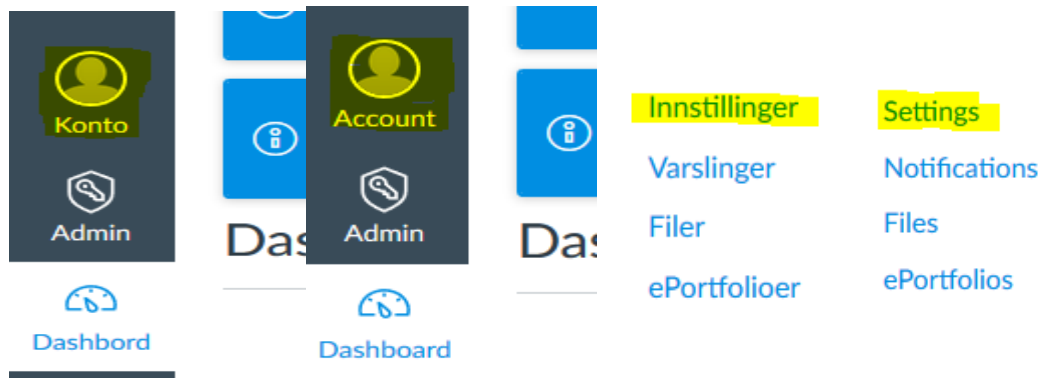 Konto
Admin
Das
Dashbord
Account
Admin
Das
Dashboard
Innstillinger
Varslinger
Filer
ePortfolioer
Settings
Notifications
Files
ePortfolios